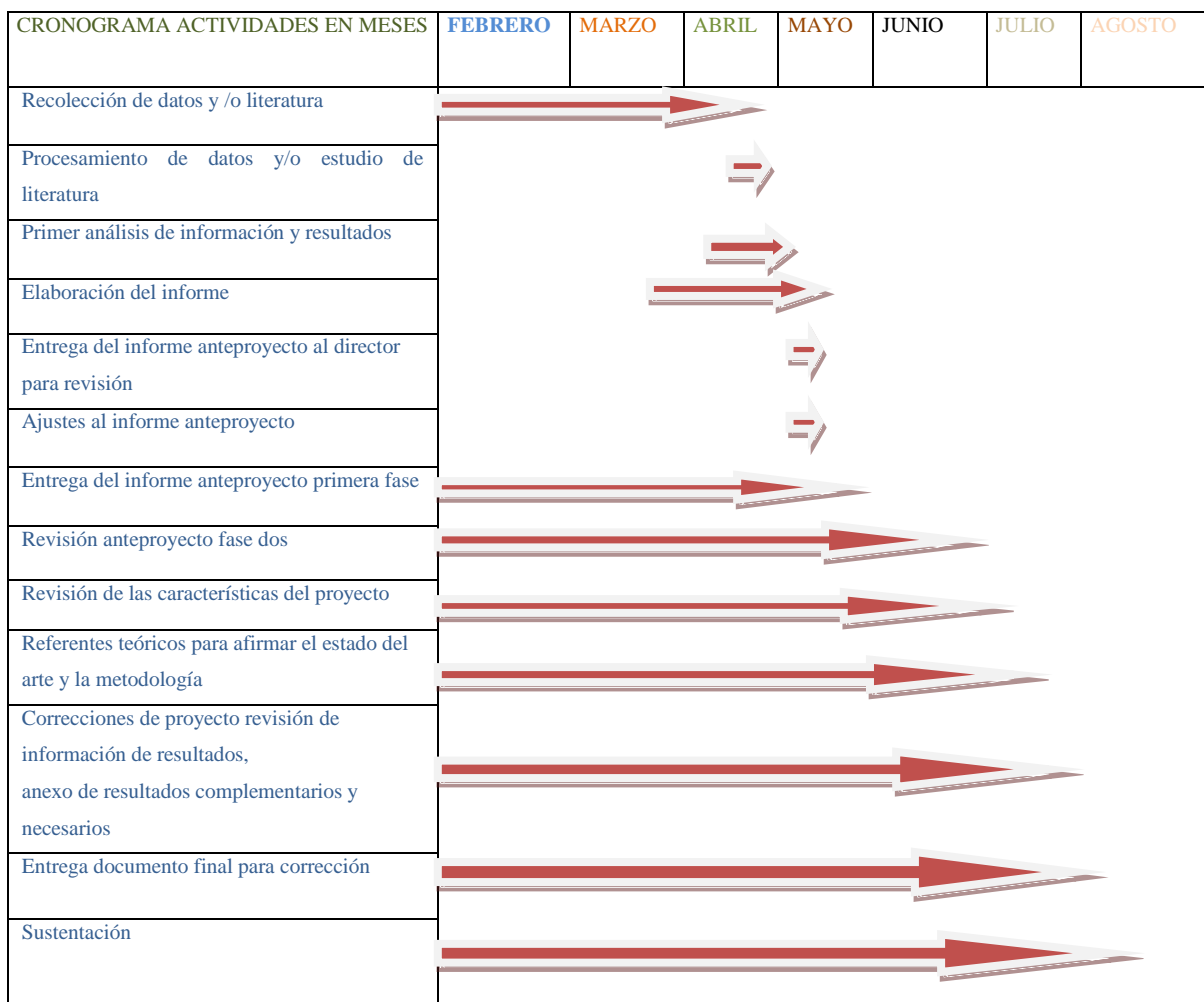 CRONOGRAMA ACTIVIDADES EN MESES FEBRERO MARZO ABRIL MAYO JUNIO JULIO AGOSTO
Recolección de datos y /o literatura
Procesamiento de datos y/o estudio de
literatura
Primer análisis de información y resultados
Elaboración del informe
Entrega del informe anteproyecto al director
para revisión
Ajustes al informe anteproyecto
Entrega del informe anteproyecto primera fase
Revisión anteproyecto fase dos
Revisión de las características del proyecto
Referentes teóricos para afirmar el estado del
arte y la metodología
Correcciones de proyecto revisión de
información de resultados,
anexo de resultados complementarios y
necesarios
Entrega documento final para corrección
Sustentación